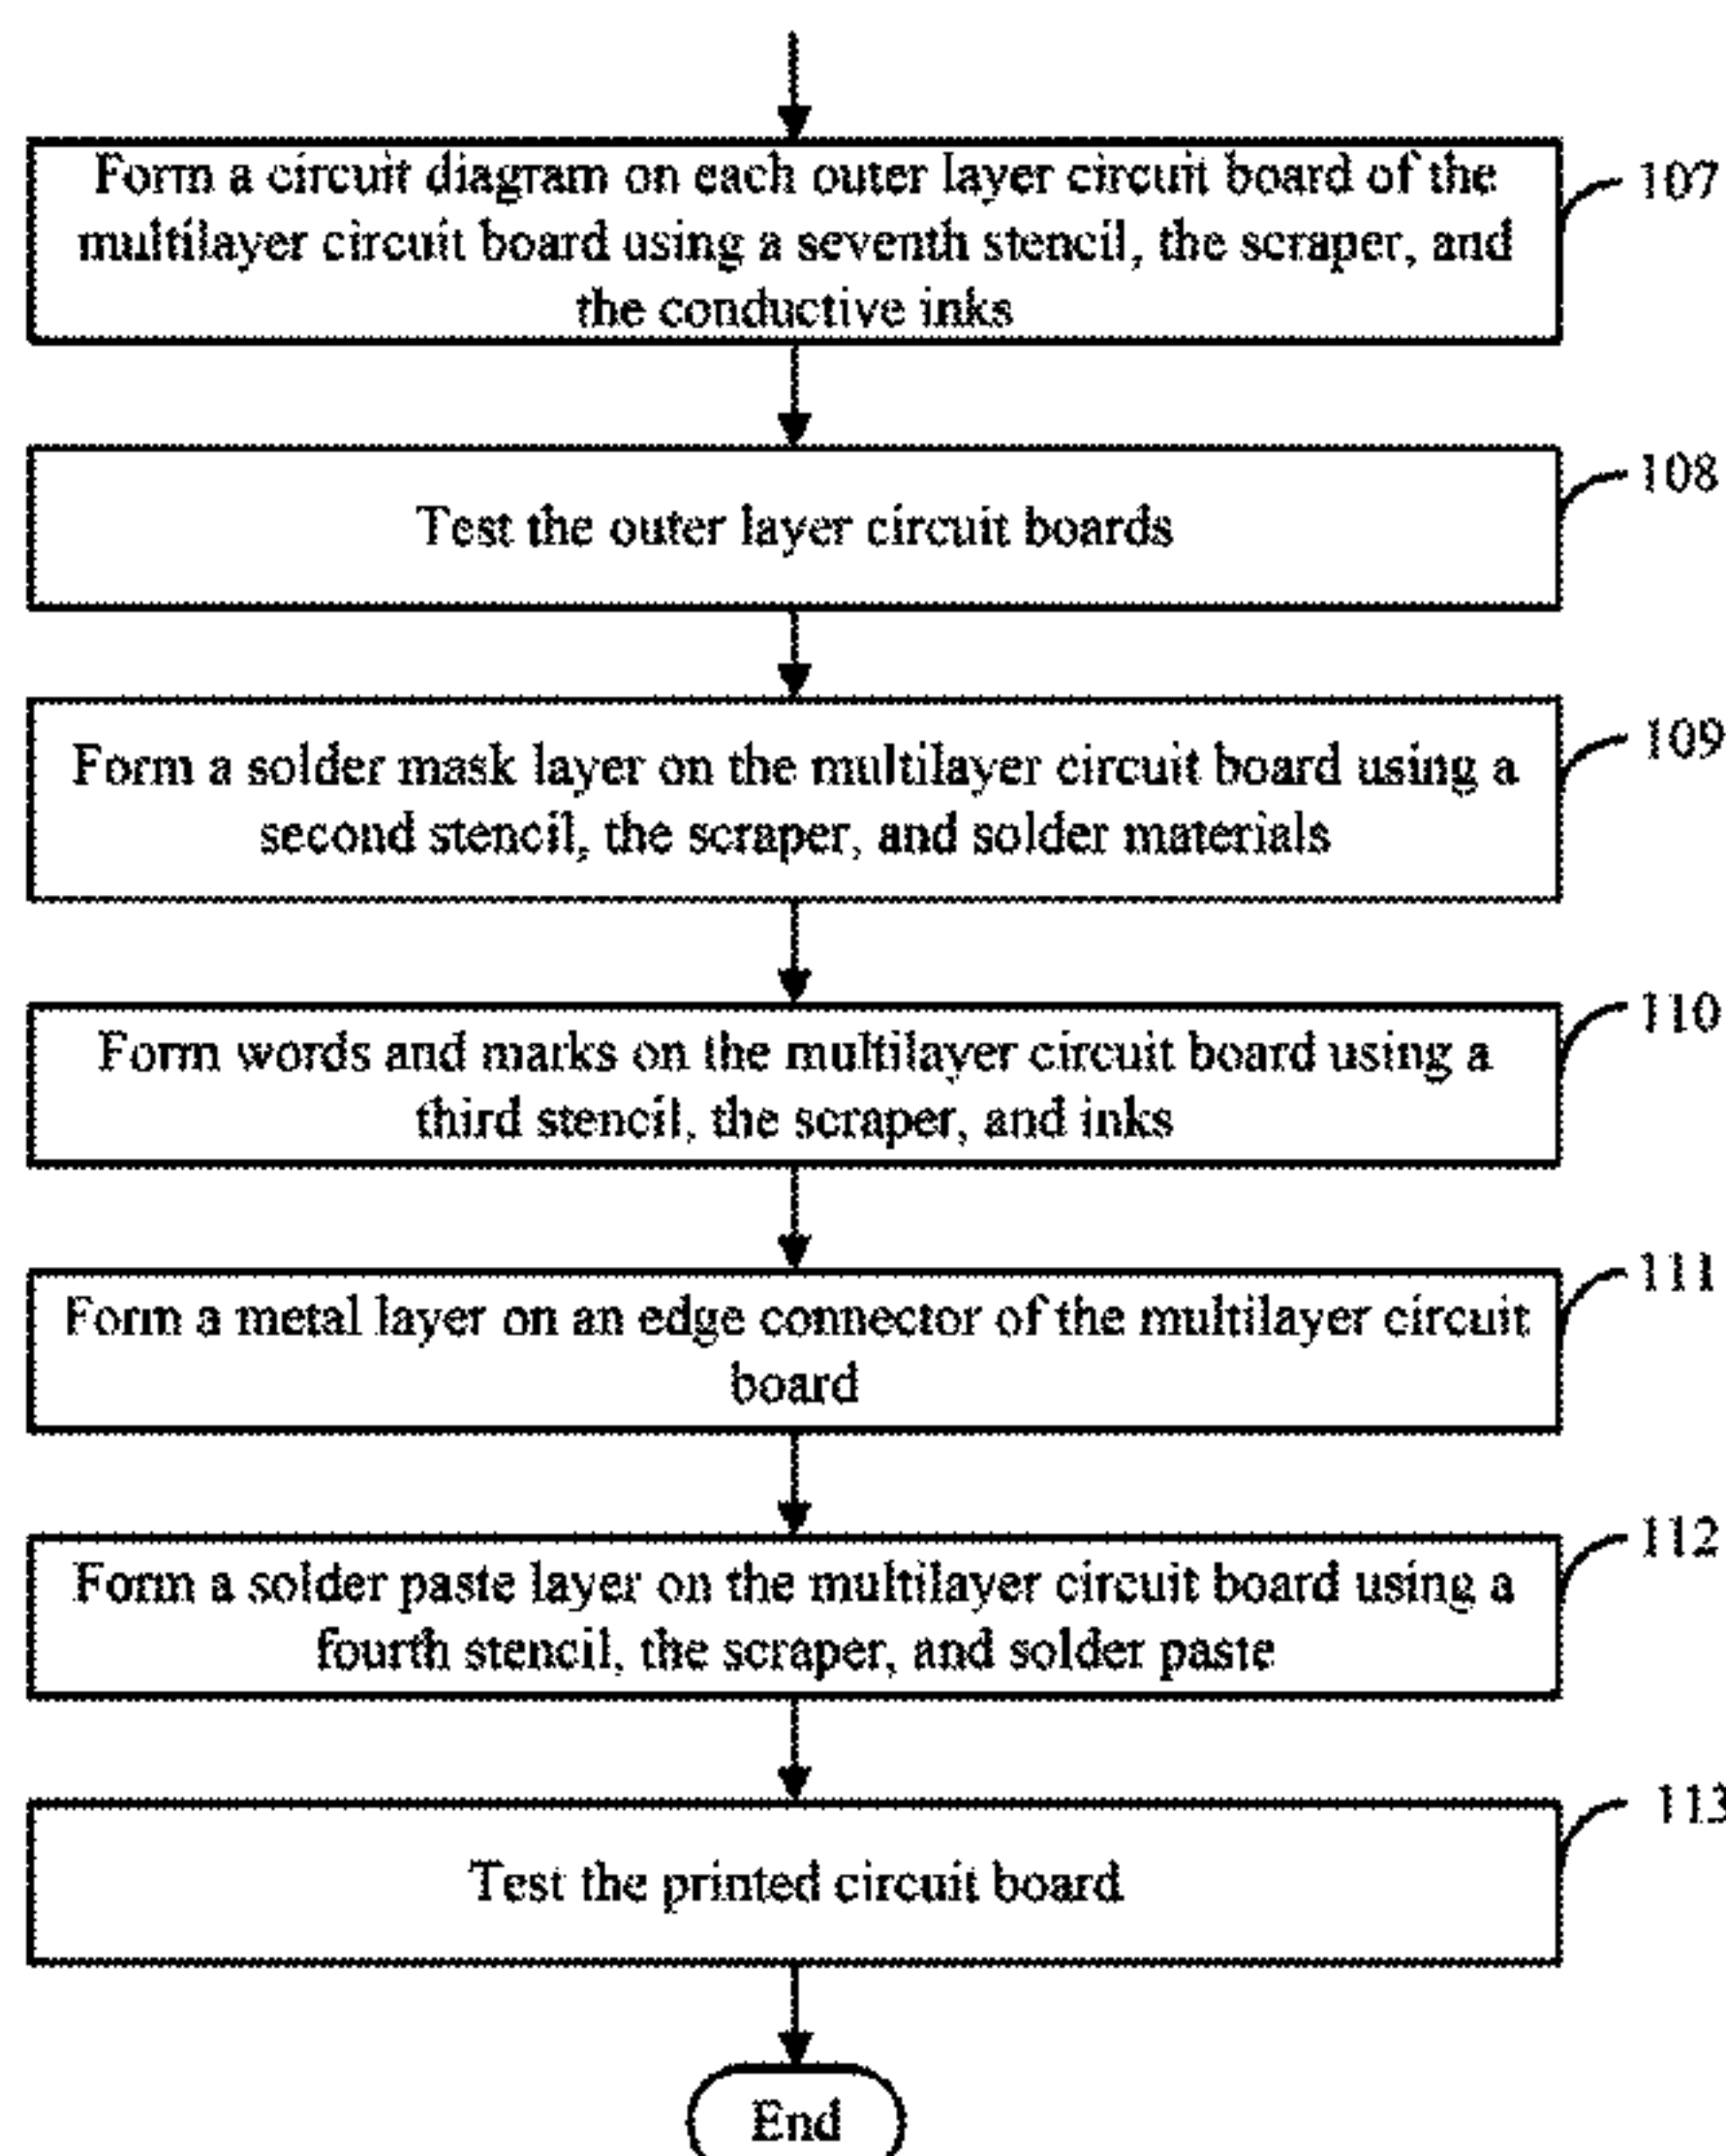 Form a circuit diagram on each outer layer circuit board of the
multilayer circuit board using a seventh stencil, the scraper, and
the conductive inks
107
Test the outer layer circuit boards
108
Form a solder mask layer on the multilayer circuit board using a
second stencil, the scraper, and solder materials
109
Form words and marks on the multilayer circuit board using a
third stencil, the scraper, and inks
110
Form a metal layer on an edge connector of the multilayer circuit
board
111
Form a solder paste layer on the multilayer circuit board using a
fourth stencil, the scraper, and solder paste
112
Test the printed circuit board
113
End